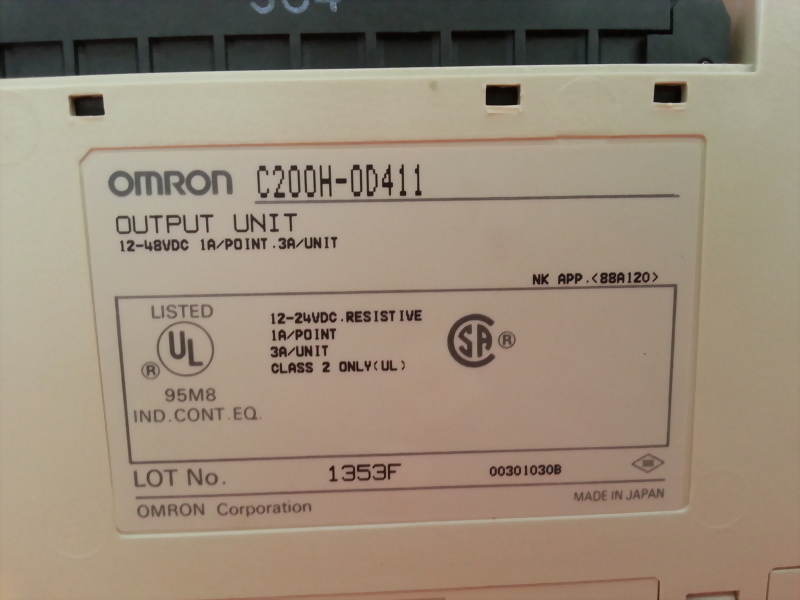 OMRON C200H-OD411
OUTPUT UNIT
12-48VDC 1A/POINT.3A/UNIT
NK APP.<88A120>
LISTED
UL
®
95M8
IND.CONT.EQ.
12-24VDC.RESISTIVE
1A/POINT
3A/UNIT
CLASS 2 ONLY(UL)
SA ®
LOT No. 1353F 00301030B
OMRON Corporation MADE IN JAPAN